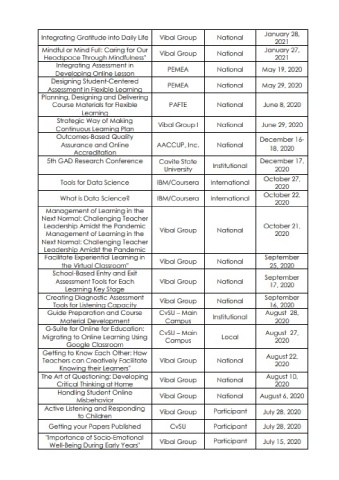 Integrating Gratitude into Daily Life Vibal Group National January 28,
2021
Mindful or Mind Full: Caring for Our
Headspace Through Mindfulness" Vibal Group National January 27,
2021
Integrating Assessment in
Developing Online Lesson PEMEA National May 19, 2020
Designing Student-Centered
Assessment in Flexible Learning PEMEA National May 29, 2020
Planning, Designing and Delivering
Course Materials for Flexible
Learning PAFTE National June 8, 2020
Strategic Way of Making
Continuous Learning Plan Vibal Group I National June 29, 2020
Outcomes-Based Quality
Assurance and Online
Accreditation AACCUP, Inc. National December 16-
18, 2020
5th GAD Research Conference Cavite State
University Institutional December 17,
2020
Tools for Data Science IBM/Coursera International October 27,
2020
What is Data Science? IBM/Coursera International October 22,
2020
Management of Learning in the
Next Normal: Challenging Teacher
Leadership Amidst the Pandemic
Management of Learning in the
Next Normal: Challenging Teacher
Leadership Amidst the Pandemic Vibal Group National October 21,
2020
Facilitate Experiential Learning in
the Virtual Classroom" Vibal Group National September
25, 2020
School-Based Entry and Exit
Assessment Tools for Each
Learning Key Stage Vibal Group National September
17, 2020
Creating Diagnostic Assessment
Tools for Listening Capacity Vibal Group National September
16, 2020
Guide Preparation and Course
Material Development CvSU – Main
Campus Institutional August 28,
2020
G-Suite for Online for Education:
Migrating to Online Learning Using
Google Classroom CvSU – Main
Campus Local August 27,
2020
Getting to Know Each Other: How
Teachers can Creatively Facilitate
Knowing their Learners" Vibal Group National August 22,
2020
The Art of Questioning: Developing
Critical Thinking at Home Vibal Group National August 10,
2020
Handling Student Online
Misbehavior Vibal Group National August 6, 2020
Active Listening and Responding
to Children Vibal Group Participant July 28, 2020
Getting your Papers Published CvSU Participant July 28, 2020
"Importance of Socio-Emotional
Well-Being During Early Years" Vibal Group Participant July 15, 2020